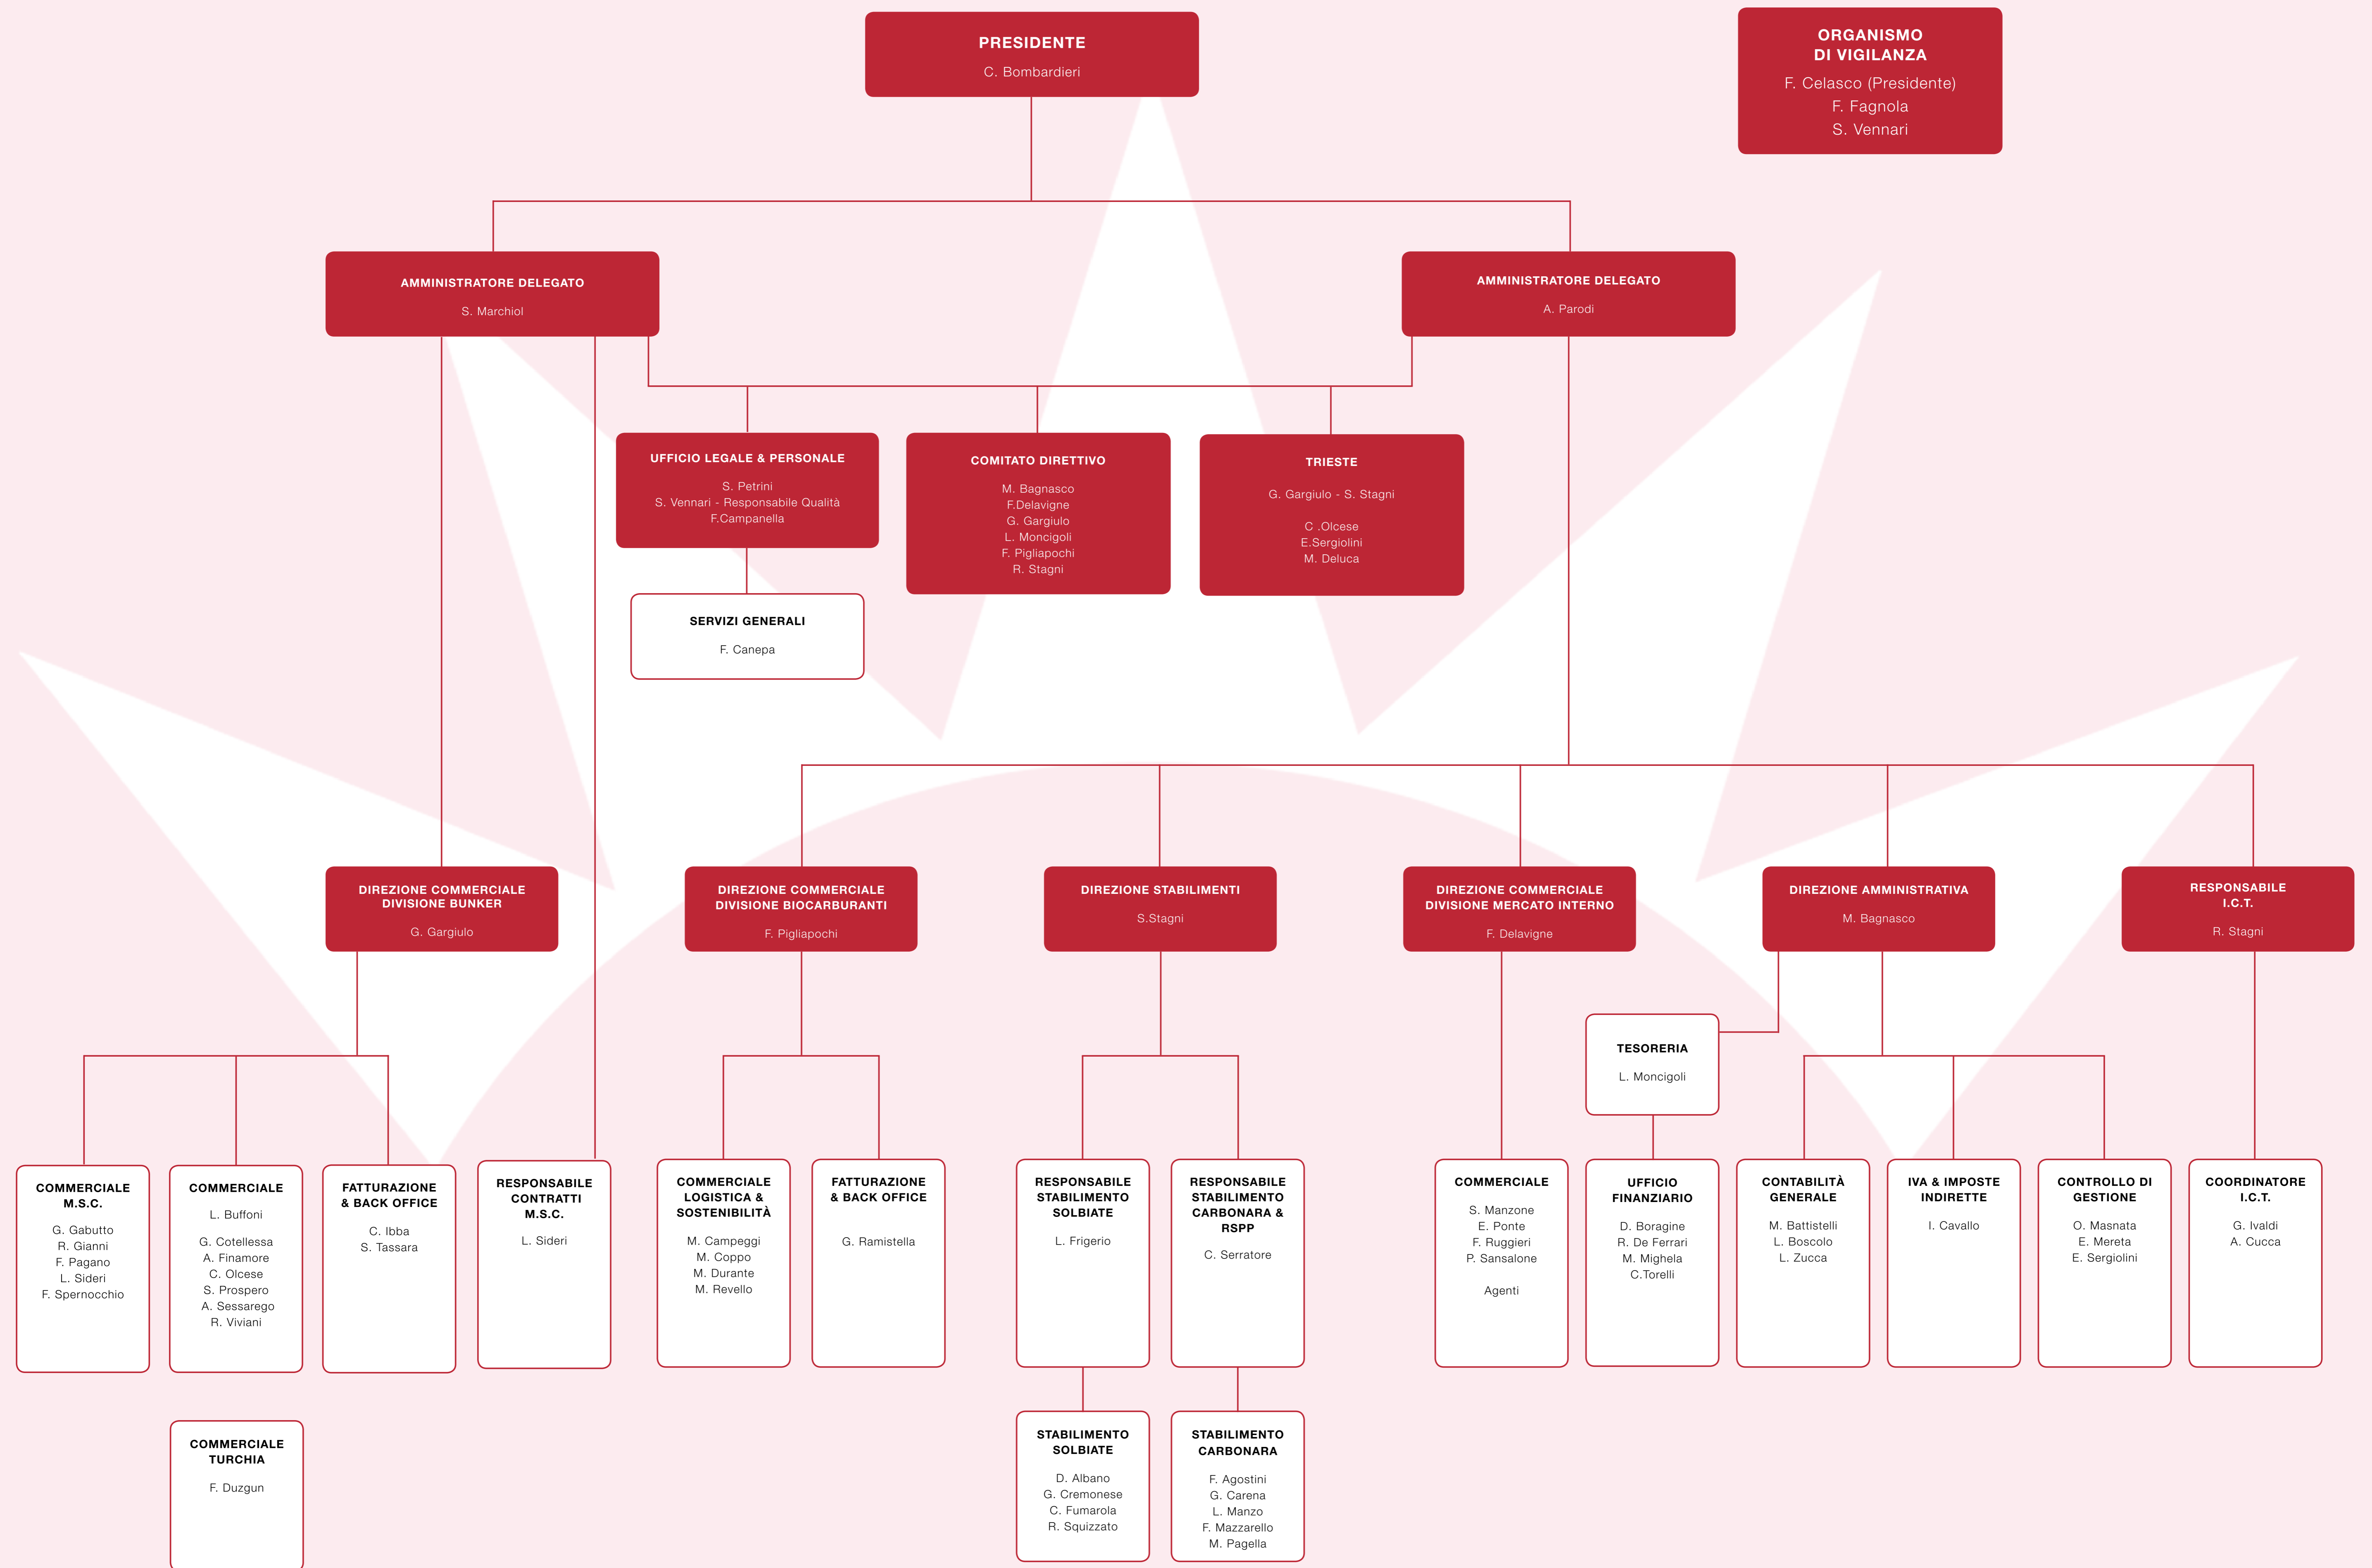 PRESIDENTE
C. Bombardieri
ORGANISMO
DI VIGILANZA
F. Celasco (Presidente)
F. Fagnola
S. Vennari
AMMINISTRATORE DELEGATO
S. Marchiol
AMMINISTRATORE DELEGATO
A. Parodi
UFFICIO LEGALE & PERSONALE
S. Petrini
S. Vennari - Responsabile Qualità
F.Campanella
COMITATO DIRETTIVO
M. Bagnasco
F.Delavigne
G. Gargiulo
L. Moncigoli
F. Pigliapochi
R. Stagni
TRIESTE
G. Gargiulo - S. Stagni
C .Olcese
E.Sergiolini
M. Deluca
SERVIZI GENERALI
F. Canepa
DIREZIONE COMMERCIALE
DIVISIONE BUNKER
G. Gargiulo
DIREZIONE COMMERCIALE
DIVISIONE BIOCARBURANTI
F. Pigliapochi
DIREZIONE STABILIMENTI
S.Stagni
DIREZIONE COMMERCIALE
DIVISIONE MERCATO INTERNO
F. Delavigne
DIREZIONE AMMINISTRATIVA
M. Bagnasco
RESPONSABILE
I.C.T.
R. Stagni
TESORERIA
L. Moncigoli
COMMERCIALE
M.S.C.
G. Gabutto
R. Gianni
F. Pagano
L. Sideri
F. Spernocchio
COMMERCIALE
L. Buffoni
G. Cotellessa
A. Finamore
C. Olcese
S. Prospero
A. Sessarego
R. Viviani
FATTURAZIONE
& BACK OFFICE
C. Ibba
S. Tassara
RESPONSABILE
CONTRATTI
M.S.C.
L. Sideri
COMMERCIALE
LOGISTICA &
SOSTENIBILITÀ
M. Campeggi
M. Coppo
M. Durante
M. Revello
FATTURAZIONE
& BACK OFFICE
G. Ramistella
RESPONSABILE
STABILIMENTO
SOLBIATE
L. Frigerio
RESPONSABILE
STABILIMENTO
CARBONARA &
RSPP
C. Serratore
COMMERCIALE
S. Manzone
E. Ponte
F. Ruggieri
P. Sansalone
Agenti
UFFICIO
FINANZIARIO
D. Boragine
R. De Ferrari
M. Mighela
C.Torelli
CONTABILITÀ
GENERALE
M. Battistelli
L. Boscolo
L. Zucca
IVA & IMPOSTE
INDIRETTE
I. Cavallo
CONTROLLO DI
GESTIONE
O. Masnata
E. Mereta
E. Sergiolini
COORDINATORE
I.C.T.
G. Ivaldi
A. Cucca
COMMERCIALE
TURCHIA
F. Duzgun
STABILIMENTO
SOLBIATE
D. Albano
G. Cremonese
C. Fumarola
R. Squizzato
STABILIMENTO
CARBONARA
F. Agostini
G. Carena
L. Manzo
F. Mazzarello
M. Pagella